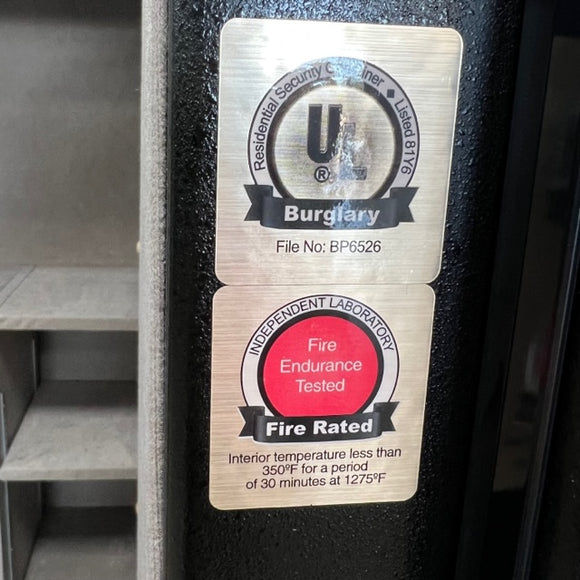 Residential Security Container ◆ Listed 81Y6
UL
®
Burglary
File No: BP6526
INDEPENDENT LABORATORY
Fire
Endurance
Tested
Fire Rated
Interior temperature less than
350ºF for a period
of 30 minutes at 1275ºF